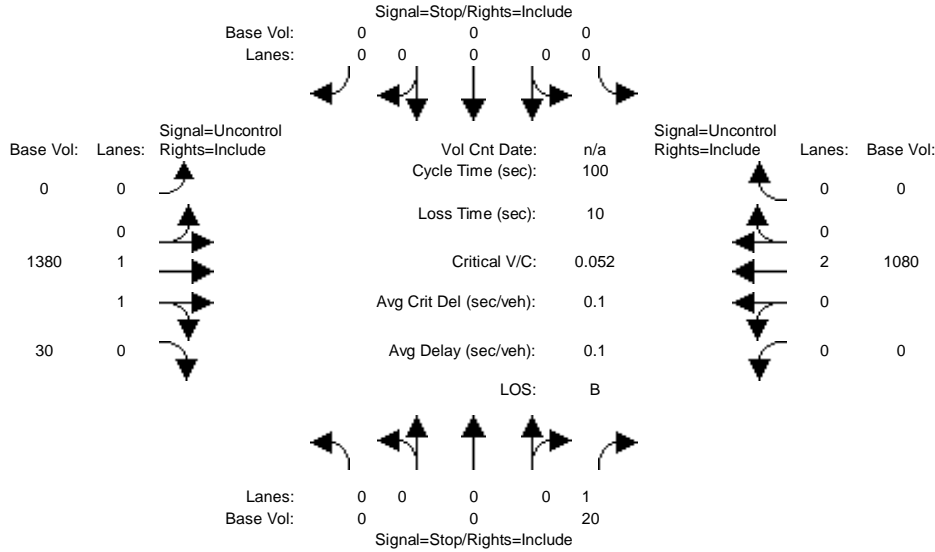 Signal=Stop/Rights=Include
Base Vol: 0 0 0
Lanes: 0 0 0 0 0
Signal=Uncontrol Signal=Uncontrol
Base Vol: Lanes: Rights=Include Vol Cnt Date: n/a Rights=Include Lanes: Base Vol:
Cycle Time (sec): 100
0 0 0 0
Loss Time (sec): 10
0 0
1380 1 Critical V/C: 0.052 2 1080
1 Avg Crit Del (sec/veh): 0.1 0
30 0 Avg Delay (sec/veh): 0.1 0 0
LOS: B
Lanes: 0 0 0 0 1
Base Vol: 0 0 20
Signal=Stop/Rights=Include